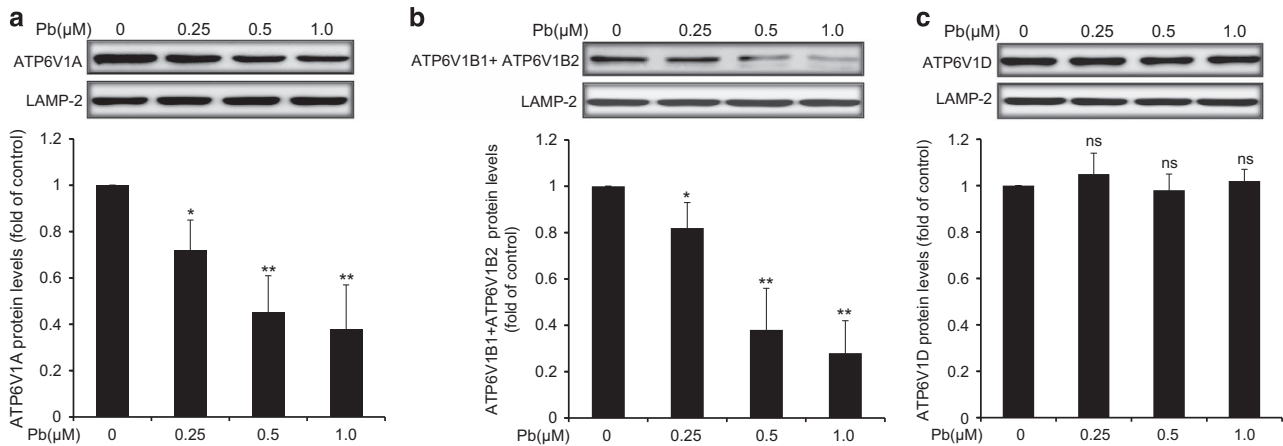 a
Pb(μM) 0 0.25 0.5 1.0
ATP6V1A
LAMP-2
ATP6V1A protein levels (fold of control)
1.2
1
0.8
0.6
0.4
0.2
0
*
**
**
Pb(μM) 0 0.25 0.5 1.0
b
Pb(μM) 0 0.25 0.5 1.0
ATP6V1B1+ ATP6V1B2
LAMP-2
ATP6V1B1+ATP6V1B2 protein levels
(fold of control)
1.2
1
0.8
0.6
0.4
0.2
0
*
**
**
Pb(μM) 0 0.25 0.5 1.0
c
Pb(μM) 0 0.25 0.5 1.0
ATP6V1D
LAMP-2
ATP6V1D protein levels (fold of control)
1.2
1
0.8
0.6
0.4
0.2
0
ns
ns
ns
Pb(μM) 0 0.25 0.5 1.0